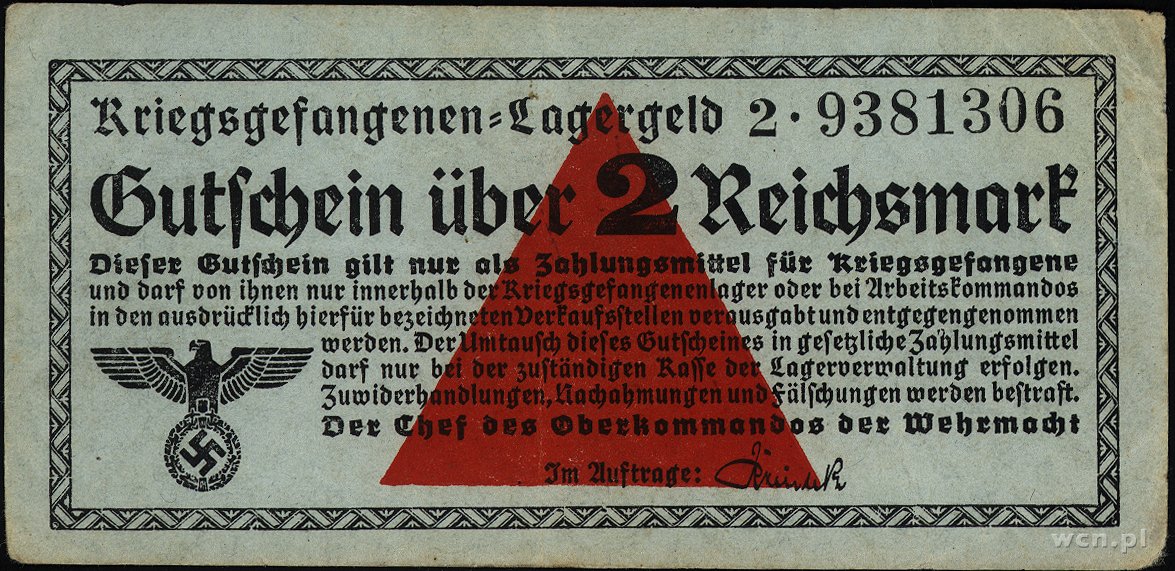 Kriegsgefangenen-Lagergeld 2·9381306
Gutschein über 2 Reichsmark
Dieser Gutschein gilt nur als Zahlungsmittel für Kriegsgefangene
und darf von ihnen nur innerhalb der Kriegsgefangenenlager oder bei Arbeitskommandos
in den ausdrücklich hierfür bezeichneten Verkaufsstellen verausgabt und entgegengenommen
werden. Der Umtausch dieses Gutscheines in gesetzliche Zahlungsmittel
darf nur bei der zuständigen Kasse der Lagerverwaltung erfolgen.
Zuwiderhandlungen, Nachahmungen und Fälschungen werden bestraft.
Der Chef des Oberkommandos der Wehrmacht
Im Auftrage:
wcn.pl